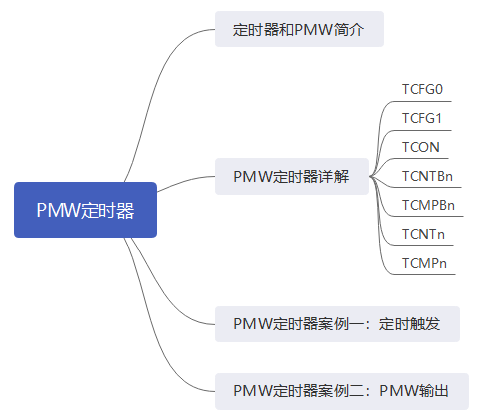 定时器和PMW简介
PMW定时器
PMW定时器详解
TCFG0
TCFG1
TCON
TCNTBn
TCMPBn
TCNTn
TCMPn
PMW定时器案例一：定时触发
PMW定时器案例二：PMW输出